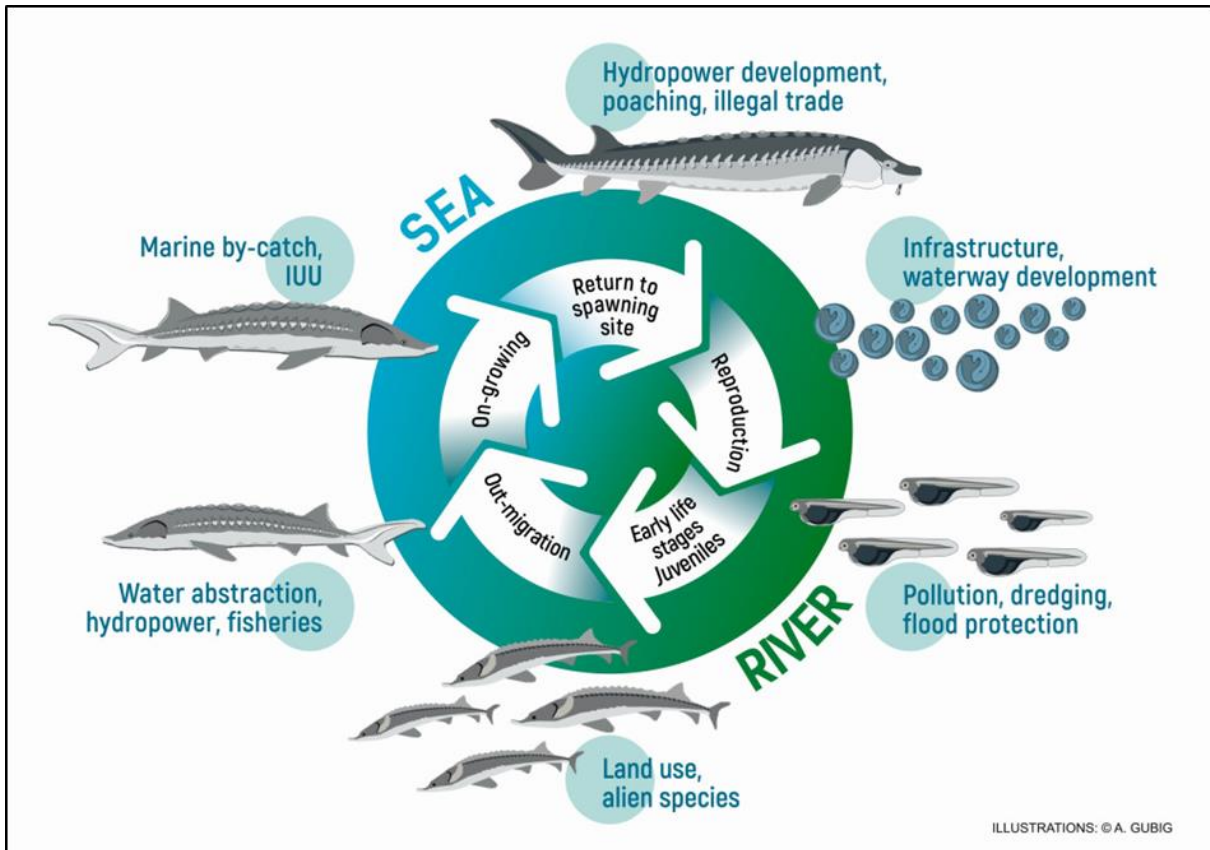 Hydropower development,
poaching, illegal trade
SEA
Marine by-catch,
IUU
Infrastructure,
waterway development
Return to
spawning
site
On-growing
Reproduction
Out-migration
Early life
stages
Juveniles
Water abstraction,
hydropower, fisheries
Pollution, dredging,
flood protection
RIVER
Land use,
alien species
ILLUSTRATIONS: © A. GUBIG